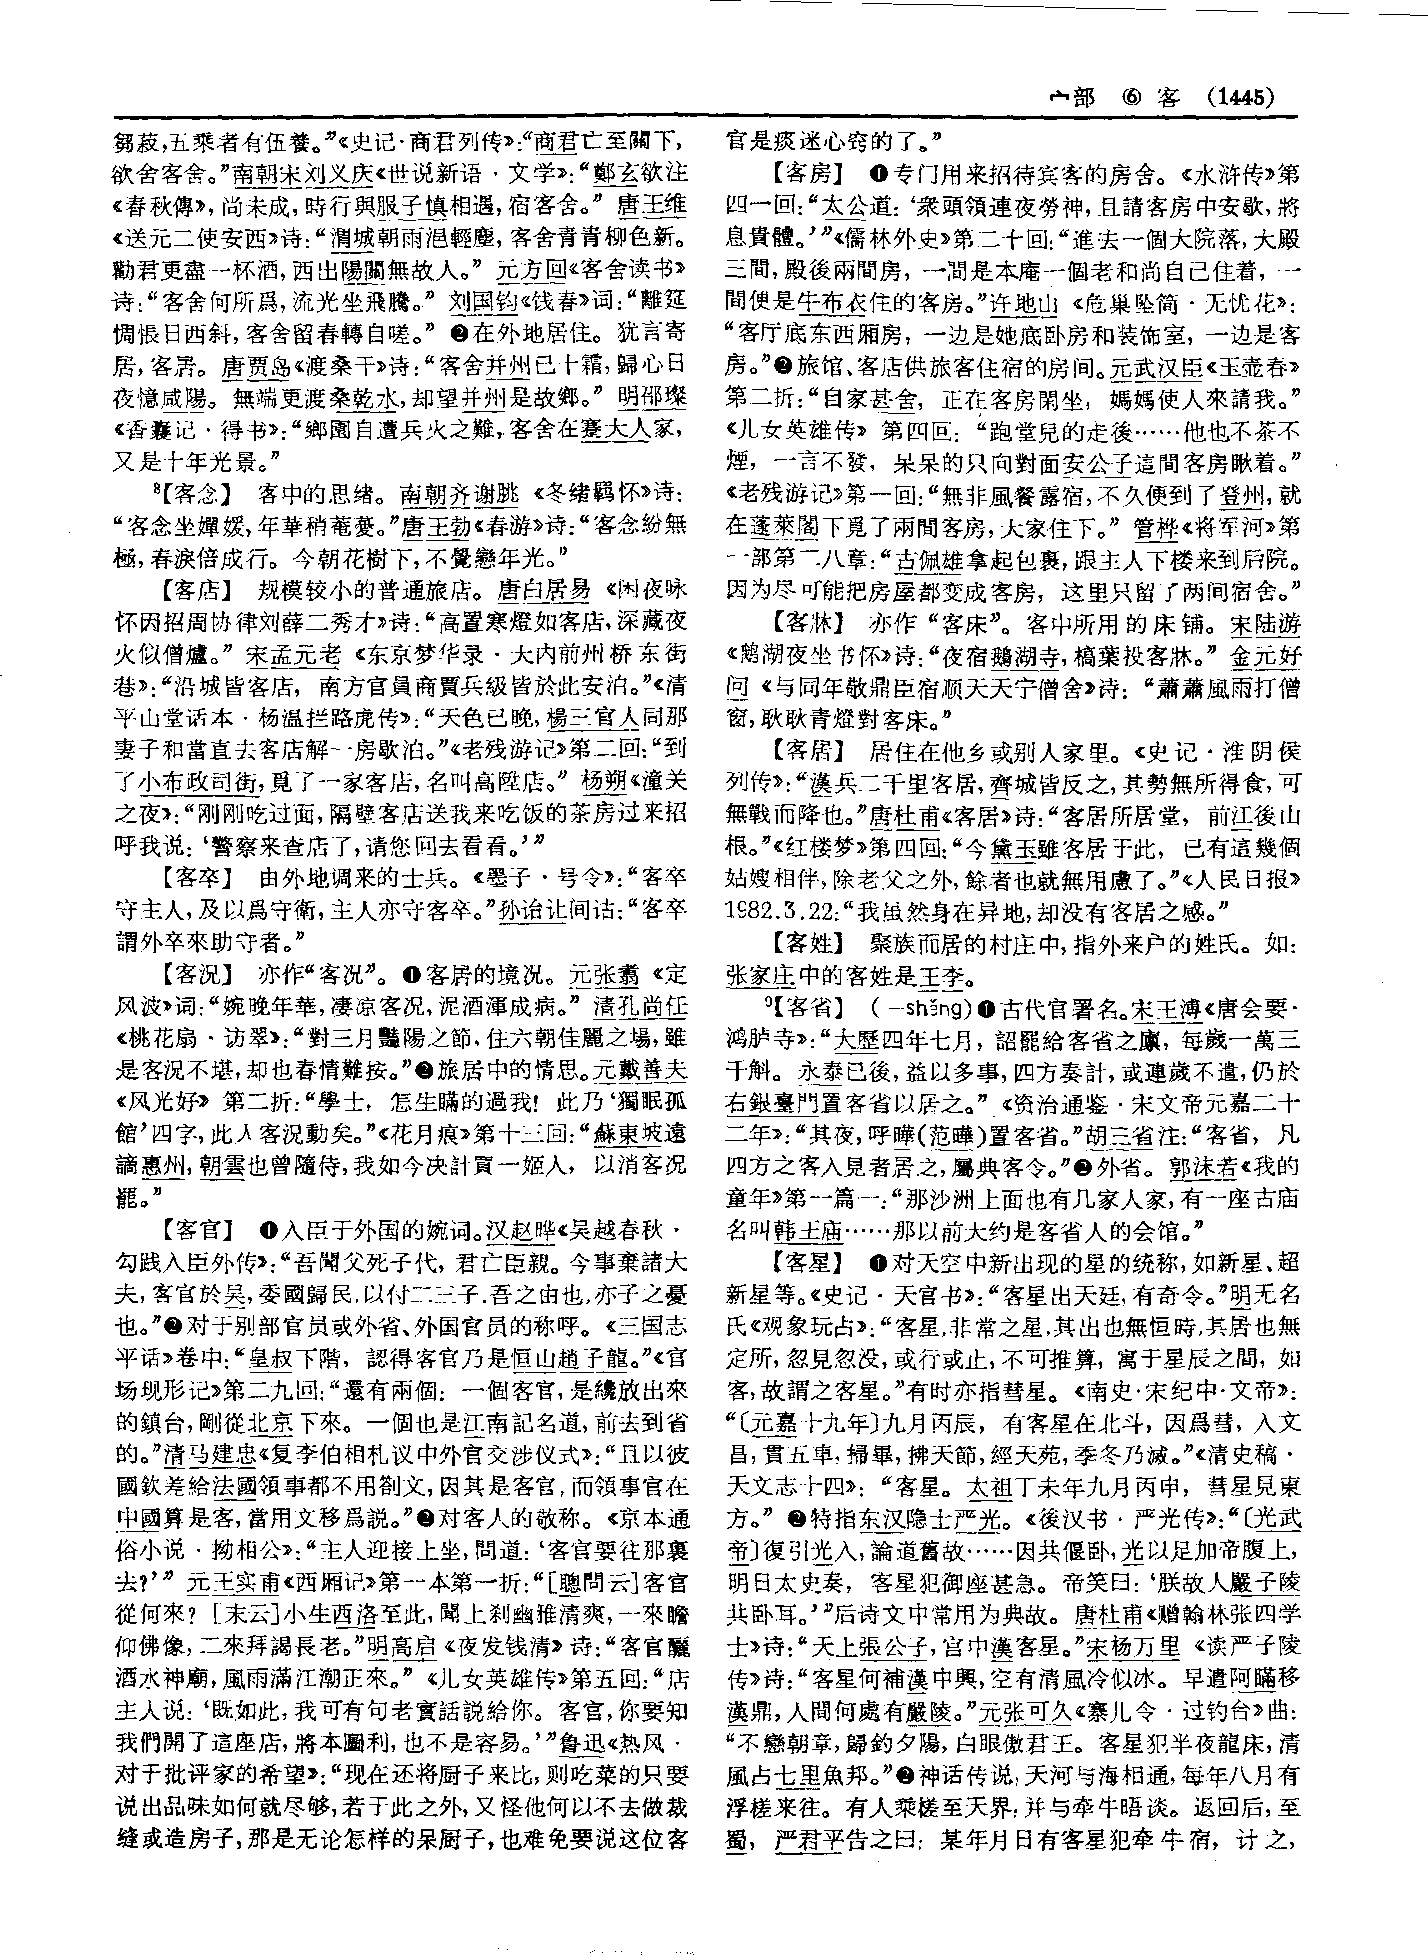 宀部 ⑥ 客 (1445)
芻菽，五乘者有伍養。”《史记·商君列传》：“商君亡至關下，
欲舍客舍。”南朝宋刘义庆《世说新语·文学》：“鄭玄欲注
《春秋傳》，尚未成，時行與服子慎相遇，宿客舍。” 唐王维
《送元二使安西》诗：“渭城朝雨浥輕塵，客舍青青柳色新。
勸君更盡一杯酒，西出陽關無故人。” 元方回《客舍读书》
诗：“客舍何所爲，流光坐飛騰。” 刘国钧《饯春》词：“離筵
惆悵日西斜，客舍留春轉自嗟。” ❷在外地居住。犹言寄
居，客居。唐贾岛《渡桑干》诗：“客舍并州已十霜，歸心日
夜憶咸陽。無端更渡桑乾水，却望并州是故鄉。” 明邵璨
《香囊记·得书》：“鄉園自遭兵火之難，客舍在蹇大人家，
又是十年光景。”
⁸【客念】 客中的思绪。南朝齐谢朓《冬绪羁怀》诗：
“客念坐嬋媛，年華稍菴薆。”唐王勃《春游》诗：“客念紛無
極，春淚倍成行。今朝花樹下，不覺戀年光。”
【客店】 规模较小的普通旅店。唐白居易《闲夜咏
怀因招周协律刘薛二秀才》诗：“高置寒燈如客店，深藏夜
火似僧爐。” 宋孟元老《东京梦华录·大内前州桥东街
巷》：“沿城皆客店，南方官員商賈兵級皆於此安泊。”《清
平山堂话本·杨温拦路虎传》：“天色已晚，楊三官人同那
妻子和當直去客店解一房歇泊。”《老残游记》第二回：“到
了小布政司街，覓了一家客店，名叫高陞店。” 杨朔《潼关
之夜》：“刚刚吃过面，隔壁客店送我来吃饭的茶房过来招
呼我说：‘警察来查店了，请您回去看看。’”
【客卒】 由外地调来的士兵。《墨子·号令》：“客卒
守主人，及以爲守衛，主人亦守客卒。”孙诒让间诂：“客卒
謂外卒來助守者。”
【客况】 亦作“客況”。❶客居的境况。元张翥《定
风波》词：“婉晚年華，凄涼客況，泥酒渾成病。” 清孔尚任
《桃花扇·访翠》：“對三月豔陽之節，住六朝佳麗之場，雖
是客況不堪，却也春情難按。”❷旅居中的情思。元戴善夫
《风光好》第二折：“學士，怎生瞞的過我！此乃‘獨眠孤
館’四字，此人客況動矣。”《花月痕》第十三回：“蘇東坡遠
謫惠州，朝雲也曾隨侍，我如今決計買一姬人，以消客況
罷。”
【客官】 ❶入臣于外国的婉词。汉赵晔《吴越春秋·
勾践入臣外传》：“吾聞父死子代，君亡臣親。今事棄諸大
夫，客官於吴，委國歸民，以付二三子，吾之由也，亦子之憂
也。”❷对于别部官员或外省、外国官员的称呼。《三国志
平话》卷中：“皇叔下階，認得客官乃是恒山趙子龍。”《官
场现形记》第二九回：“還有兩個：一個客官，是纔放出來
的鎮台，剛從北京下來。一個也是江南記名道，前去到省
的。”清马建忠《复李伯相札议中外官交涉仪式》：“且以彼
國欽差給法國領事都不用劄文，因其是客官，而領事官在
中國算是客，當用文移爲說。”❷对客人的敬称。《京本通
俗小说·拗相公》：“主人迎接上坐，問道：‘客官要往那裏
去？’” 元王实甫《西厢记》第一本第一折：“[聰問云]客官
從何來？[末云]小生西洛至此，聞上刹幽雅清爽，一來瞻
仰佛像，二來拜謁長老。”明高启《夜发钱清》诗：“客官釃
酒水神廟，風雨滿江潮正來。” 《儿女英雄传》第五回：“店
主人说：‘既如此，我可有句老實話説給你。客官，你要知
我們開了這座店，將本圖利，也不是容易。’”鲁迅《热风·
对于批评家的希望》：“现在还将厨子来比，则吃菜的只要
说出品味如何就尽够，若于此之外，又怪他何以不去做裁
缝或造房子，那是无论怎样的呆厨子，也难免要说这位客
官是痰迷心窍的了。”
【客房】 ❶专门用来招待宾客的房舍。《水浒传》第
四一回：“太公道：‘衆頭領連夜勞神，且請客房中安歇，將
息貴體。’”《儒林外史》第二十回：“進去一個大院落，大殿
三間，殿後兩間房，一間是本庵一個老和尚自己住着，一
間便是牛布衣住的客房。”许地山《危巢坠简·无忧花》：
“客厅底东西厢房，一边是她底卧房和装饰室，一边是客
房。”❷旅馆、客店供旅客住宿的房间。元武汉臣《玉壶春》
第二折：“自家甚舍，正在客房閑坐，媽媽使人來請我。”
《儿女英雄传》第四回：“跑堂兒的走後……他也不茶不
煙，一言不發，呆呆的只向對面安公子這間客房瞅着。”
《老残游记》第一回：“無非風餐露宿，不久便到了登州，就
在蓬萊閣下覓了兩間客房，大家住下。” 管桦《将军河》第
一部第二八章：“古佩雄拿起包裹，跟主人下楼来到后院。
因为尽可能把房屋都变成客房，这里只留了两间宿舍。”
【客牀】 亦作“客床”。客中所用的床铺。宋陆游
《鹅湖夜坐书怀》诗：“夜宿鵝湖寺，槁葉投客牀。” 金元好
问《与同年敬鼎臣宿顺天天宁僧舍》诗：“蕭蕭風雨打僧
窗，耿耿青燈對客床。”
【客居】 居住在他乡或别人家里。《史记·淮阴侯
列传》：“漢兵二千里客居，齊城皆反之，其勢無所得食，可
無戰而降也。”唐杜甫《客居》诗：“客居所居堂，前江後山
根。”《红楼梦》第四回：“今黛玉雖客居于此，已有這幾個
姑嫂相伴，除老父之外，餘者也就無用慮了。”《人民日报》
1982.3.22：“我虽然身在异地，却没有客居之感。”
【客姓】 聚族而居的村庄中，指外来户的姓氏。如：
张家庄中的客姓是王李。
⁹【客省】 (—shěng)❶古代官署名。宋王溥《唐会要·
鸿胪寺》：“大歷四年七月，詔罷給客省之廪，每歲一萬三
千斛。永泰已後，益以多事，四方奏計，或連歲不遣，仍於
右銀臺門置客省以居之。” 《资治通鉴·宋文帝元嘉二十
二年》：“其夜，呼曄(范曄)置客省。”胡三省注：“客省，凡
四方之客入見者居之，屬典客令。”❷外省。郭沫若《我的
童年》第一篇一：“那沙洲上面也有几家人家，有一座古庙
名叫韩王庙……那以前大约是客省人的会馆。”
【客星】 ❶对天空中新出现的星的统称，如新星、超
新星等。《史记·天官书》：“客星出天廷，有奇令。”明无名
氏《观象玩占》：“客星，非常之星，其出也無恒時，其居也無
定所，忽見忽没，或行或止，不可推算，寓于星辰之間，如
客，故謂之客星。”有时亦指彗星。《南史·宋纪中·文帝》：
“〔元嘉十九年〕九月丙辰，有客星在北斗，因爲彗，入文
昌，貫五車，掃畢，拂天節，經天苑，季冬乃滅。”《清史稿·
天文志十四》：“客星。太祖丁未年九月丙申，彗星見東
方。” ❷特指东汉隐士严光。《後汉书·严光传》：“〔光武
帝〕復引光入，論道舊故……因共偃卧，光以足加帝腹上，
明日太史奏，客星犯御座甚急。帝笑曰：‘朕故人嚴子陵
共卧耳。’”后诗文中常用为典故。唐杜甫《赠翰林张四学
士》诗：“天上張公子，宫中漢客星。”宋杨万里《读严子陵
传》诗：“客星何補漢中興，空有清風冷似冰。早遣阿瞞移
漢鼎，人間何處有嚴陵。”元张可久《寨儿令·过钓台》曲：
“不戀朝章，歸釣夕陽，白眼傲君王。客星犯半夜龍床，清
風占七里魚邦。”❷神话传说，天河与海相通，每年八月有
浮槎来往。有人乘槎至天界，并与牵牛晤谈。返回后，至
蜀，严君平告之曰：某年月日有客星犯牵牛宿，计之，